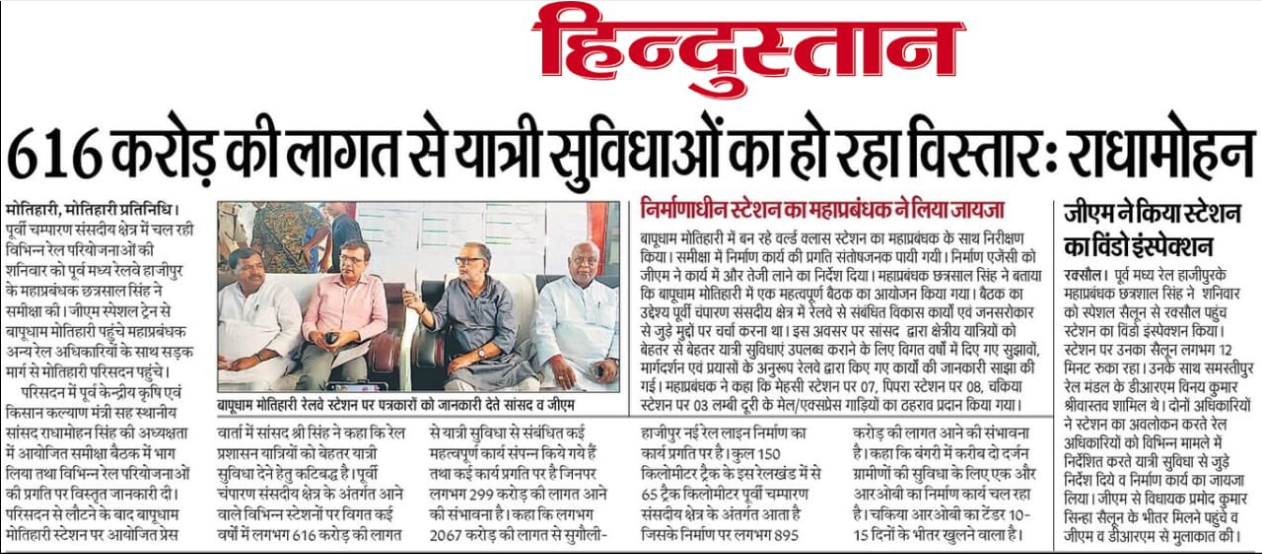 हिन्दुस्तान
616 करोड़ की लागत से यात्री सुविधाओं का हो रहा विस्तार: राधामोहन
मोतिहारी, मोतिहारी प्रतिनिधि।
पूर्वी चम्पारण संसदीय क्षेत्र में चल रही
विभिन्न रेल परियोजनाओं की
शनिवार को पूर्व मध्य रेलवे हाजीपुर
के महाप्रबंधक छत्रसाल सिंह ने
समीक्षा की। जीएम स्पेशल ट्रेन से
बापूधाम मोतिहारी पहुंचे महाप्रबंधक
अन्य रेल अधिकारियों के साथ सड़क
मार्ग से मोतिहारी परिसदन पहुंचे।
परिसदन में पूर्व केन्द्रीय कृषि एवं
किसान कल्याण मंत्री सह स्थानीय
सांसद राधामोहन सिंह की अध्यक्षता
में आयोजित समीक्षा बैठक में भाग
लिया तथा विभिन्न रेल परियोजनाओं
की प्रगति पर विस्तृत जानकारी दी।
परिसदन से लौटने के बाद बापूधाम
मोतिहारी स्टेशन पर आयोजित प्रेस
बापूधाम मोतिहारी रेलवे स्टेशन पर पत्रकारों को जानकारी देते सांसद व जीएम
वार्ता में सांसद श्री सिंह ने कहा कि रेल
प्रशासन यात्रियों को बेहतर यात्री
सुविधा देने हेतु कटिबद्ध है। पूर्वी
चंपारण संसदीय क्षेत्र के अंतर्गत आने
वाले विभिन्न स्टेशनों पर विगत कई
वर्षों में लगभग 616 करोड़ की लागत
से यात्री सुविधा से संबंधित कई
महत्वपूर्ण कार्य संपन्न किये गये हैं
तथा कई कार्य प्रगति पर है जिनपर
लगभग 299 करोड़ की लागत आने
की संभावना है। कहा कि लगभग
2067 करोड़ की लागत से सुगौली-
हाजीपुर नई रेल लाइन निर्माण का
कार्य प्रगति पर है। कुल 150
किलोमीटर ट्रैक के इस रेलखंड में से
65 ट्रैक किलोमीटर पूर्वी चम्पारण
संसदीय क्षेत्र के अंतर्गत आता है
जिसके निर्माण पर लगभग 895
करोड़ की लागत आने की संभावना
है। कहा कि बंगरी में करीब दो दर्जन
ग्रामीणों की सुविधा के लिए एक और
आरओबी का निर्माण कार्य चल रहा
है। चकिया आरओबी का टेंडर 10-
15 दिनों के भीतर खुलने वाला है।
निर्माणाधीन स्टेशन का महाप्रबंधक ने लिया जायजा
बापूधाम मोतिहारी में बन रहे वर्ल्ड क्लास स्टेशन का महाप्रबंधक के साथ निरीक्षण
किया। समीक्षा में निर्माण कार्य की प्रगति संतोषजनक पायी गयी। निर्माण एजेंसी को
जीएम ने कार्य में और तेजी लाने का निर्देश दिया। महाप्रबंधक छत्रसाल सिंह ने बताया
कि बापूधाम मोतिहारी में एक महत्वपूर्ण बैठक का आयोजन किया गया। बैठक का
उद्देश्य पूर्वी चंपारण संसदीय क्षेत्र में रेलवे से संबंधित विकास कार्यों एवं जनसरोकार
से जुड़े मुद्दों पर चर्चा करना था। इस अवसर पर सांसद द्वारा क्षेत्रीय यात्रियों को
बेहतर से बेहतर यात्री सुविधाएं उपलब्ध कराने के लिए विगत वर्षों में दिए गए सुझावों,
मार्गदर्शन एवं प्रयासों के अनुरूप रेलवे द्वारा किए गए कार्यों की जानकारी साझा की
गई। महाप्रबंधक ने कहा कि मेहसी स्टेशन पर 07, पिपरा स्टेशन पर 08, चकिया
स्टेशन पर 03 लम्बी दूरी के मेल/एक्सप्रेस गाड़ियों का ठहराव प्रदान किया गया।
जीएम ने किया स्टेशन
का विंडो इंस्पेक्शन
रक्सौल। पूर्व मध्य रेल हाजीपुरके
महाप्रबंधक छत्रशाल सिंह ने शनिवार
को स्पेशल सैलून से रक्सौल पहुंच
स्टेशन का विंडो इंस्पेक्शन किया।
स्टेशन पर उनका सैलून लगभग 12
मिनट रुका रहा। उनके साथ समस्तीपुर
रेल मंडल के डीआरएम विनय कुमार
श्रीवास्तव शामिल थे। दोनों अधिकारियों
ने स्टेशन का अवलोकन करते रेल
अधिकारियों को विभिन्न मामले में
निर्देशित करते यात्री सुविधा से जुड़े
निर्देश दिये व निर्माण कार्य का जायजा
लिया। जीएम से विधायक प्रमोद कुमार
सिन्हा सैलून के भीतर मिलने पहुंचे व
जीएम व डीआरएम से मुलाकात की।